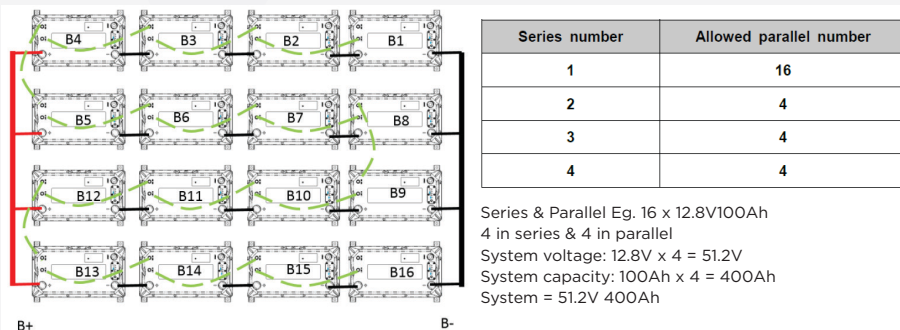 B4 B3 B2 B1
B5 B6 B7 B8
B12 B11 B10 B9
B13 B14 B15 B16
B+ B-
Series number Allowed parallel number
1 16
2 4
3 4
4 4
Series & Parallel Eg. 16 x 12.8V100Ah
4 in series & 4 in parallel
System voltage: 12.8V x 4 = 51.2V
System capacity: 100Ah x 4 = 400Ah
System = 51.2V 400Ah